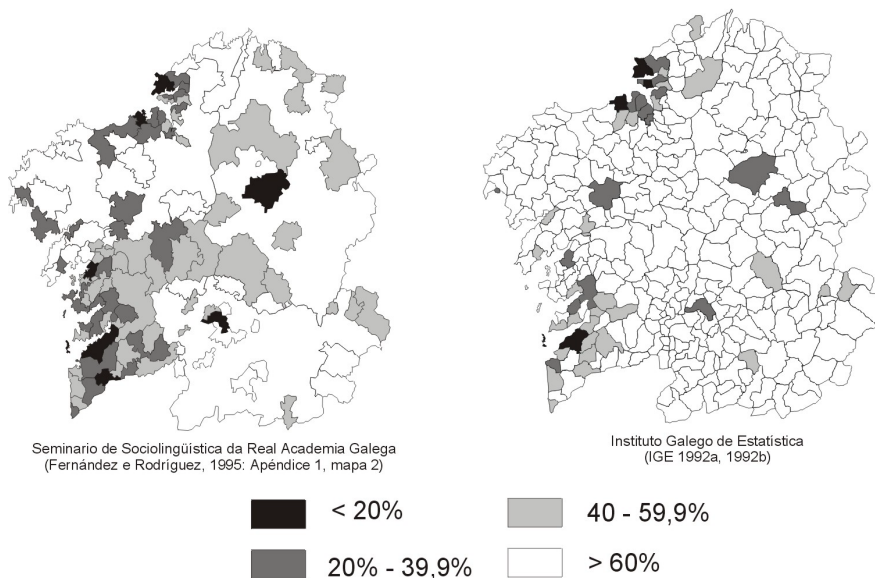 Seminario de Sociolingüística da Real Academia Galega
(Fernández e Rodríguez, 1995: Apéndice 1, mapa 2)
Instituto Galego de Estatística
(IGE 1992a, 1992b)
< 20%
40 - 59,9%
20% - 39,9%
> 60%